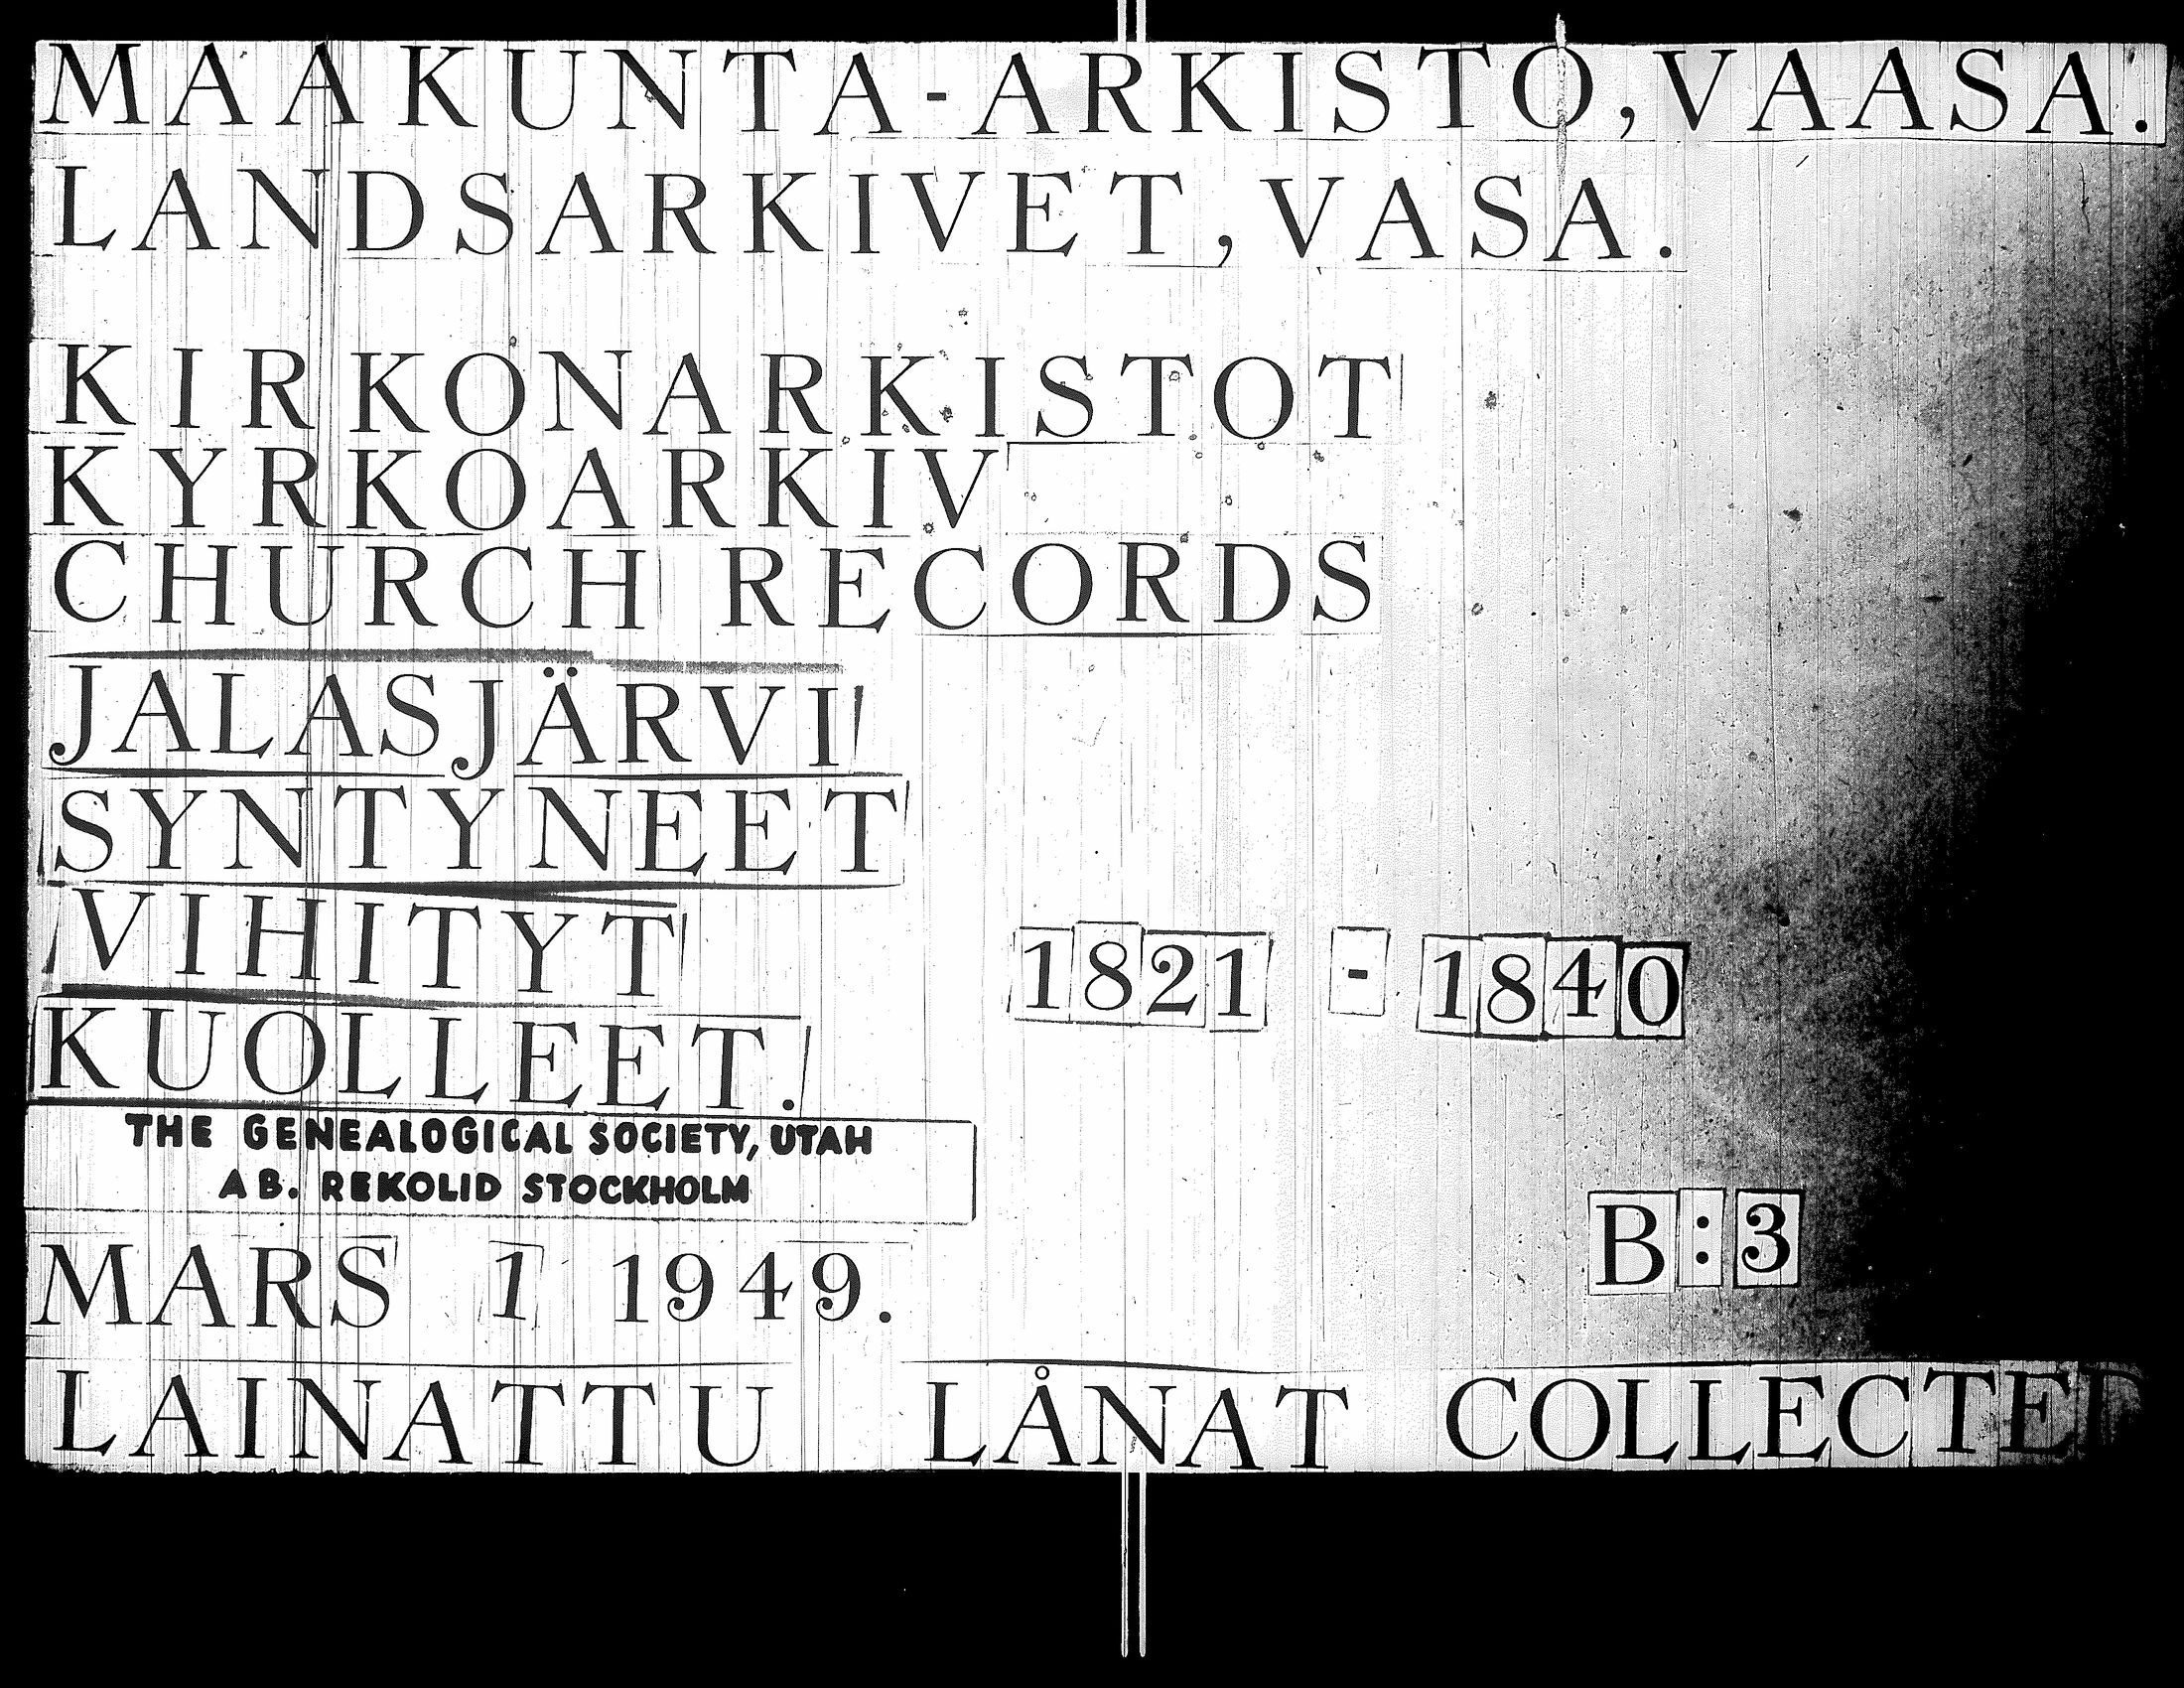 MAAKUNTA-ARKISTO, VAASA.
LANDSARKIVET, VASA.
KIRKONARKISTOT
KYRKOARKIV
CHURCH RECORDS
JALASJÄRVI
SYNTYNEET
VIHITYT 1821 - 1840
KUOLLEET.
THE GENEALOGICAL SOCIETY, UTAH
AB. REKOLID STOCKHOLM
B:3
MARS 1 1949.
LAINATTU LÅNAT COLLECTED